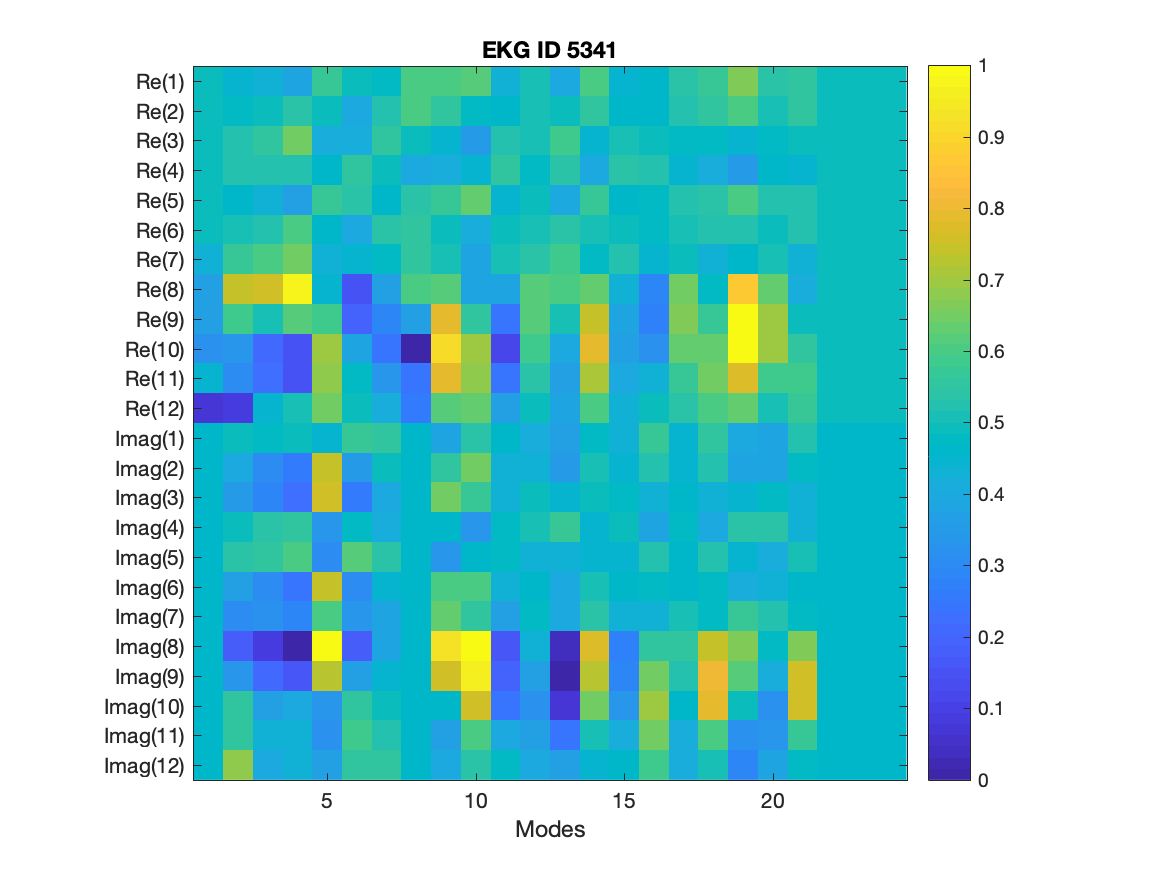 EKG ID 5341
Re(1)
Re(2)
Re(3)
Re(4)
Re(5)
Re(6)
Re(7)
Re(8)
Re(9)
Re(10)
Re(11)
Re(12)
Imag(1)
Imag(2)
Imag(3)
Imag(4)
Imag(5)
Imag(6)
Imag(7)
Imag(8)
Imag(9)
Imag(10)
Imag(11)
Imag(12)
5 10 15 20
Modes
1
0.9
0.8
0.7
0.6
0.5
0.4
0.3
0.2
0.1
0